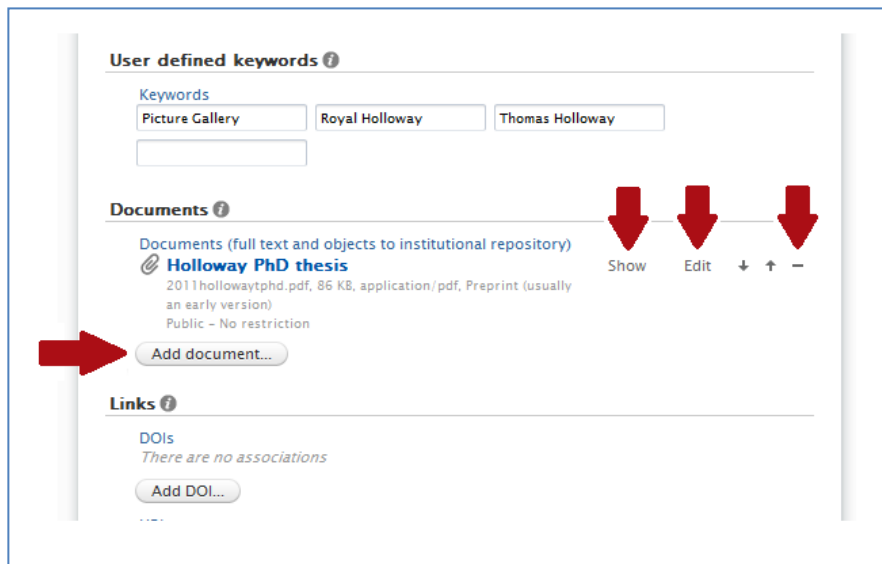 User defined keywords i
Keywords
Picture Gallery Royal Holloway Thomas Holloway
Documents i
Documents (full text and objects to institutional repository)
Holloway PhD thesis Show Edit ↓ ↑ −
2011hollowaytphd.pdf, 86 KB, application/pdf, Preprint (usually
an early version)
Public – No restriction
Add document...
Links i
DOIs
There are no associations
Add DOI...